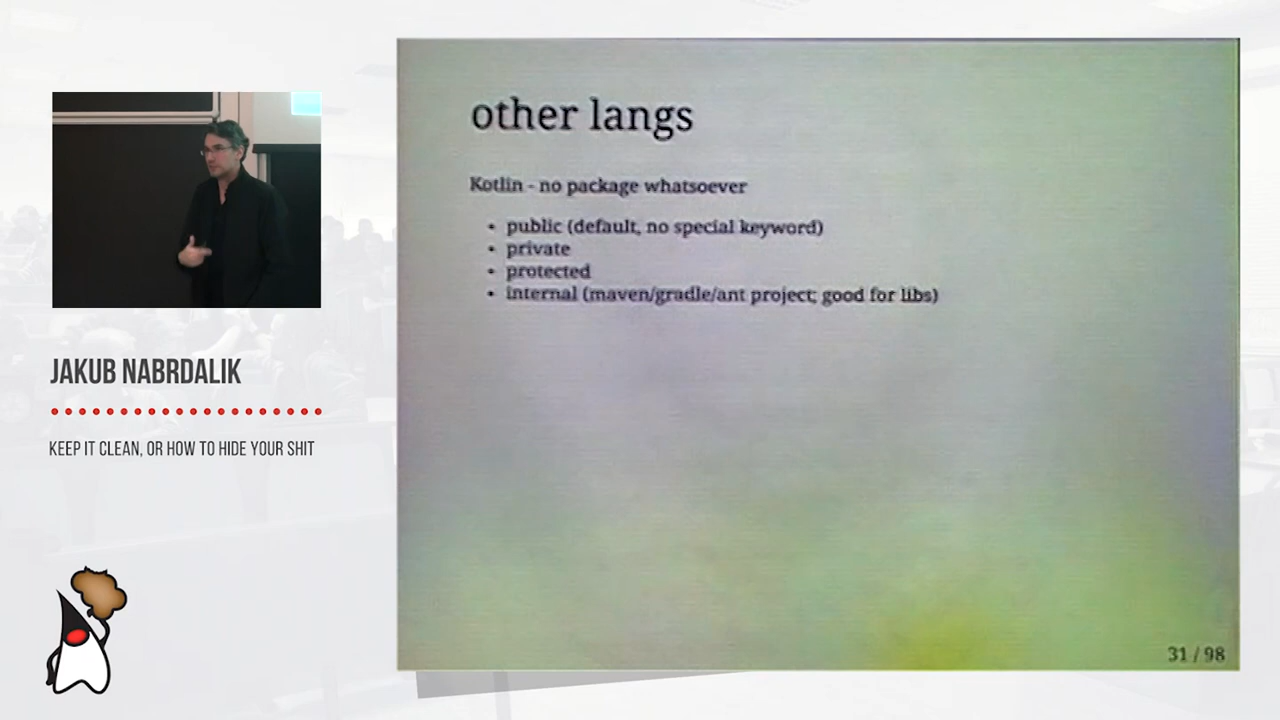 JAKUB NABRDALIK
KEEP IT CLEAN, OR HOW TO HIDE YOUR SHIT
other langs
Kotlin - no package whatsoever
• public (default, no special keyword)
• private
• protected
• internal (maven/gradle/ant project; good for libs)
31 / 98